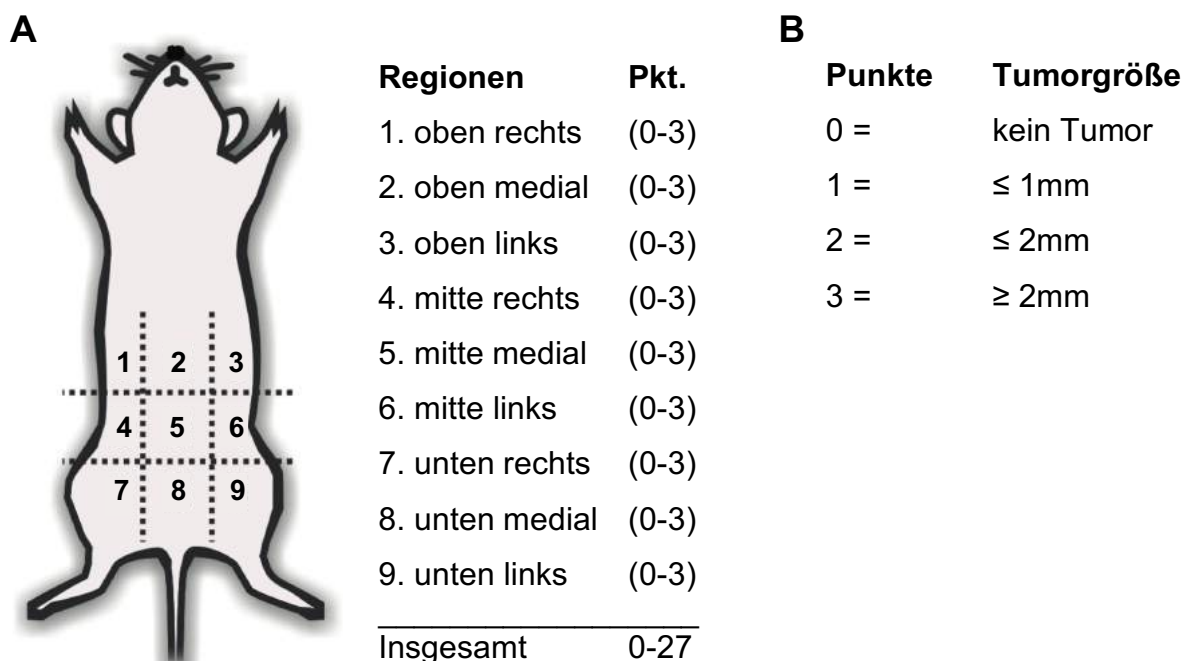 A
B
Regionen Pkt.
1. oben rechts (0-3)
2. oben medial (0-3)
3. oben links (0-3)
4. mitte rechts (0-3)
5. mitte medial (0-3)
6. mitte links (0-3)
7. unten rechts (0-3)
8. unten medial (0-3)
9. unten links (0-3)
Insgesamt 0-27
1 2 3
4 5 6
7 8 9
Punkte Tumorgröße
0 = kein Tumor
1 = ≤ 1mm
2 = ≤ 2mm
3 = ≥ 2mm